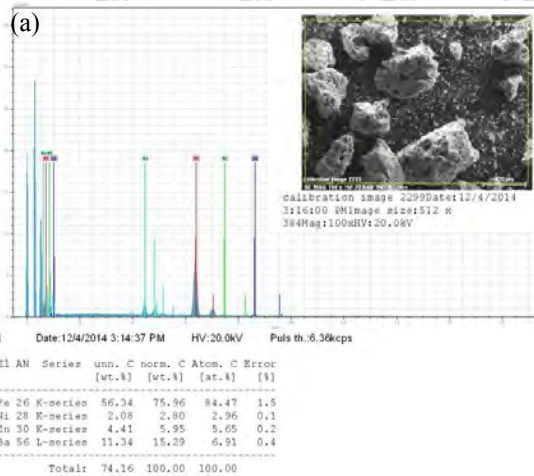 (a)
calibration image 2299Date:12/4/2014
3:16:00 PMImage size:512 x
384Mag:100xHV:20.0kV
Date:12/4/2014 3:14:37 PM HV:20.0kV Puls th.:6.36kcps
El AN Series unn. C norm. C Atom. C Error
[wt.%] [wt.%] [at.%] [%]
Fe 26 K-series 56.34 75.96 84.47 1.5
Ni 28 K-series 2.08 2.80 2.96 0.1
Zn 30 K-series 4.41 5.95 5.65 0.2
Ba 56 L-series 11.34 15.29 6.91 0.4
Total: 74.16 100.00 100.00